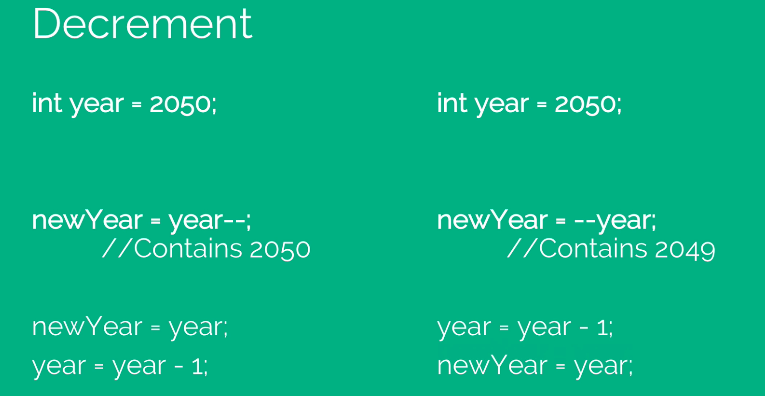 Decrement
int year = 2050;
newYear = year--;
//Contains 2050
newYear = year;
year = year - 1;
int year = 2050;
newYear = --year;
//Contains 2049
year = year - 1;
newYear = year;